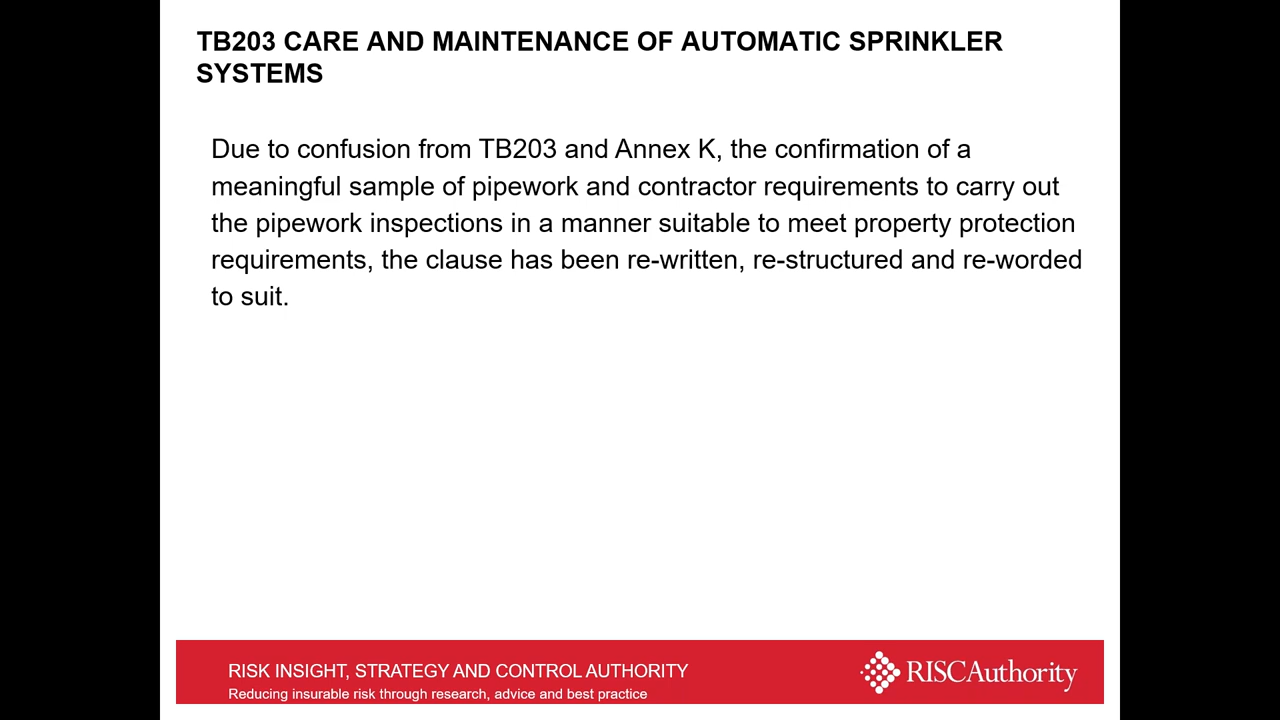 TB203 CARE AND MAINTENANCE OF AUTOMATIC SPRINKLER
SYSTEMS
Due to confusion from TB203 and Annex K, the confirmation of a
meaningful sample of pipework and contractor requirements to carry out
the pipework inspections in a manner suitable to meet property protection
requirements, the clause has been re-written, re-structured and re-worded
to suit.
RISK INSIGHT, STRATEGY AND CONTROL AUTHORITY
Reducing insurable risk through research, advice and best practice
RISCAuthority